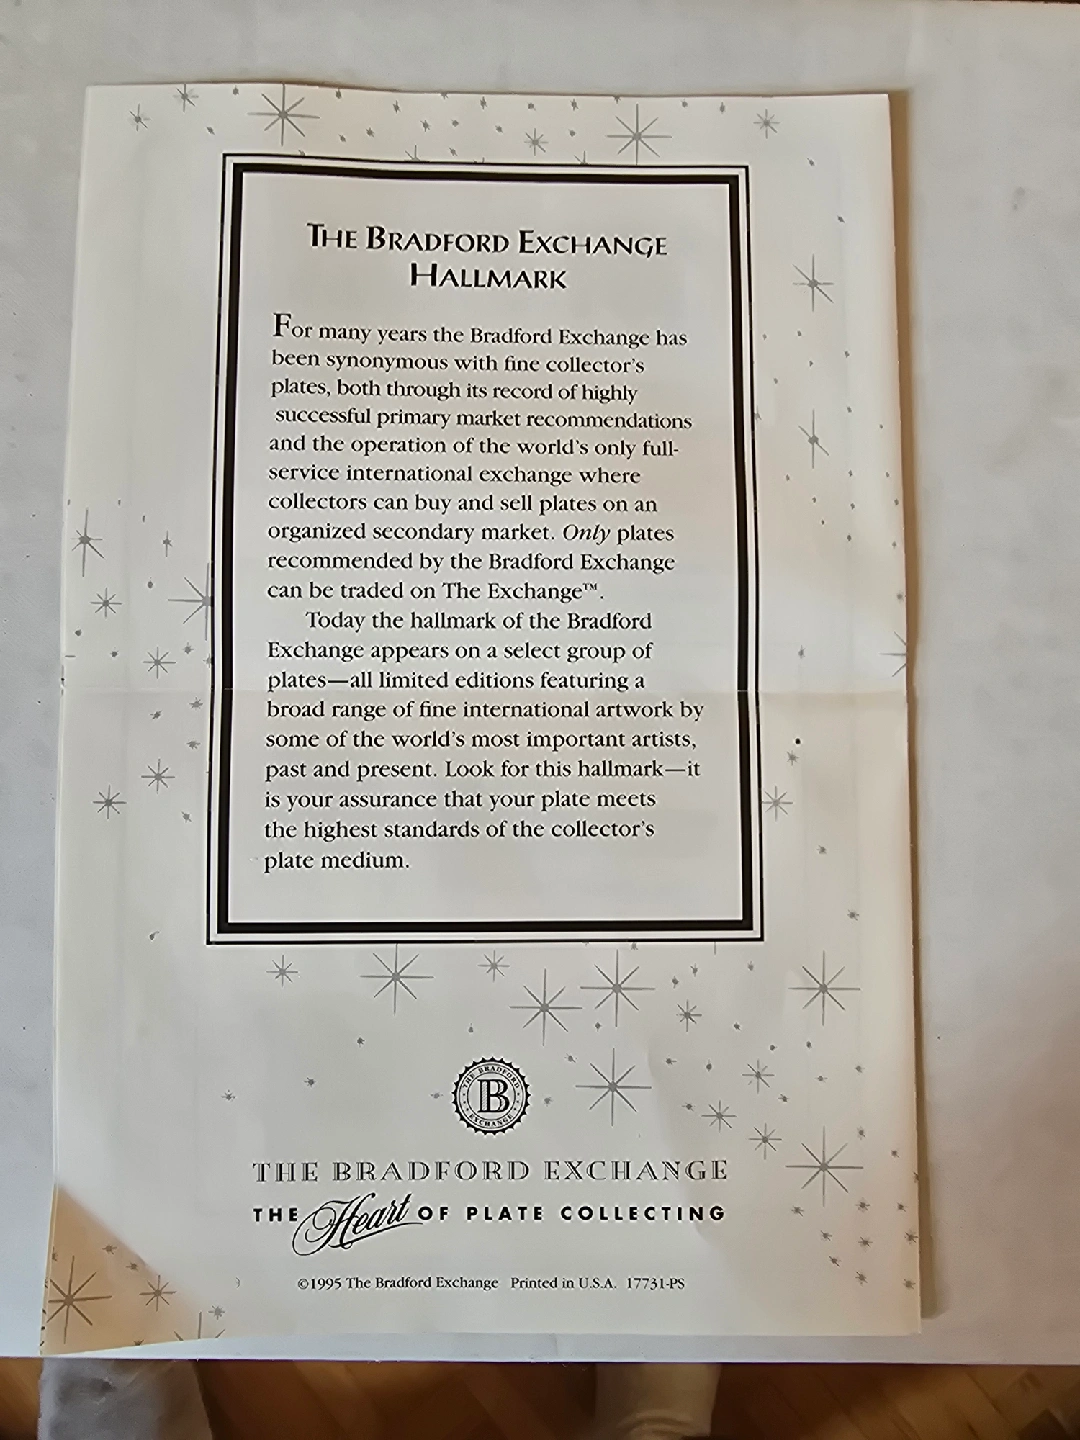 THE BRADFORD EXCHANGE
HALLMARK
For many years the Bradford Exchange has
been synonymous with fine collector's
plates, both through its record of highly
successful primary market recommendations
and the operation of the world's only full-
service international exchange where
collectors can buy and sell plates on an
organized secondary market. Only plates
recommended by the Bradford Exchange
can be traded on The Exchange™.
Today the hallmark of the Bradford
Exchange appears on a select group of
plates—all limited editions featuring a
broad range of fine international artwork by
some of the world's most important artists,
past and present. Look for this hallmark—it
is your assurance that your plate meets
the highest standards of the collector's
plate medium.
THE BRADFORD
B
EXCHANGE
THE BRADFORD EXCHANGE
THE Heart OF PLATE COLLECTING
©1995 The Bradford Exchange Printed in U.S.A. 17731-PS